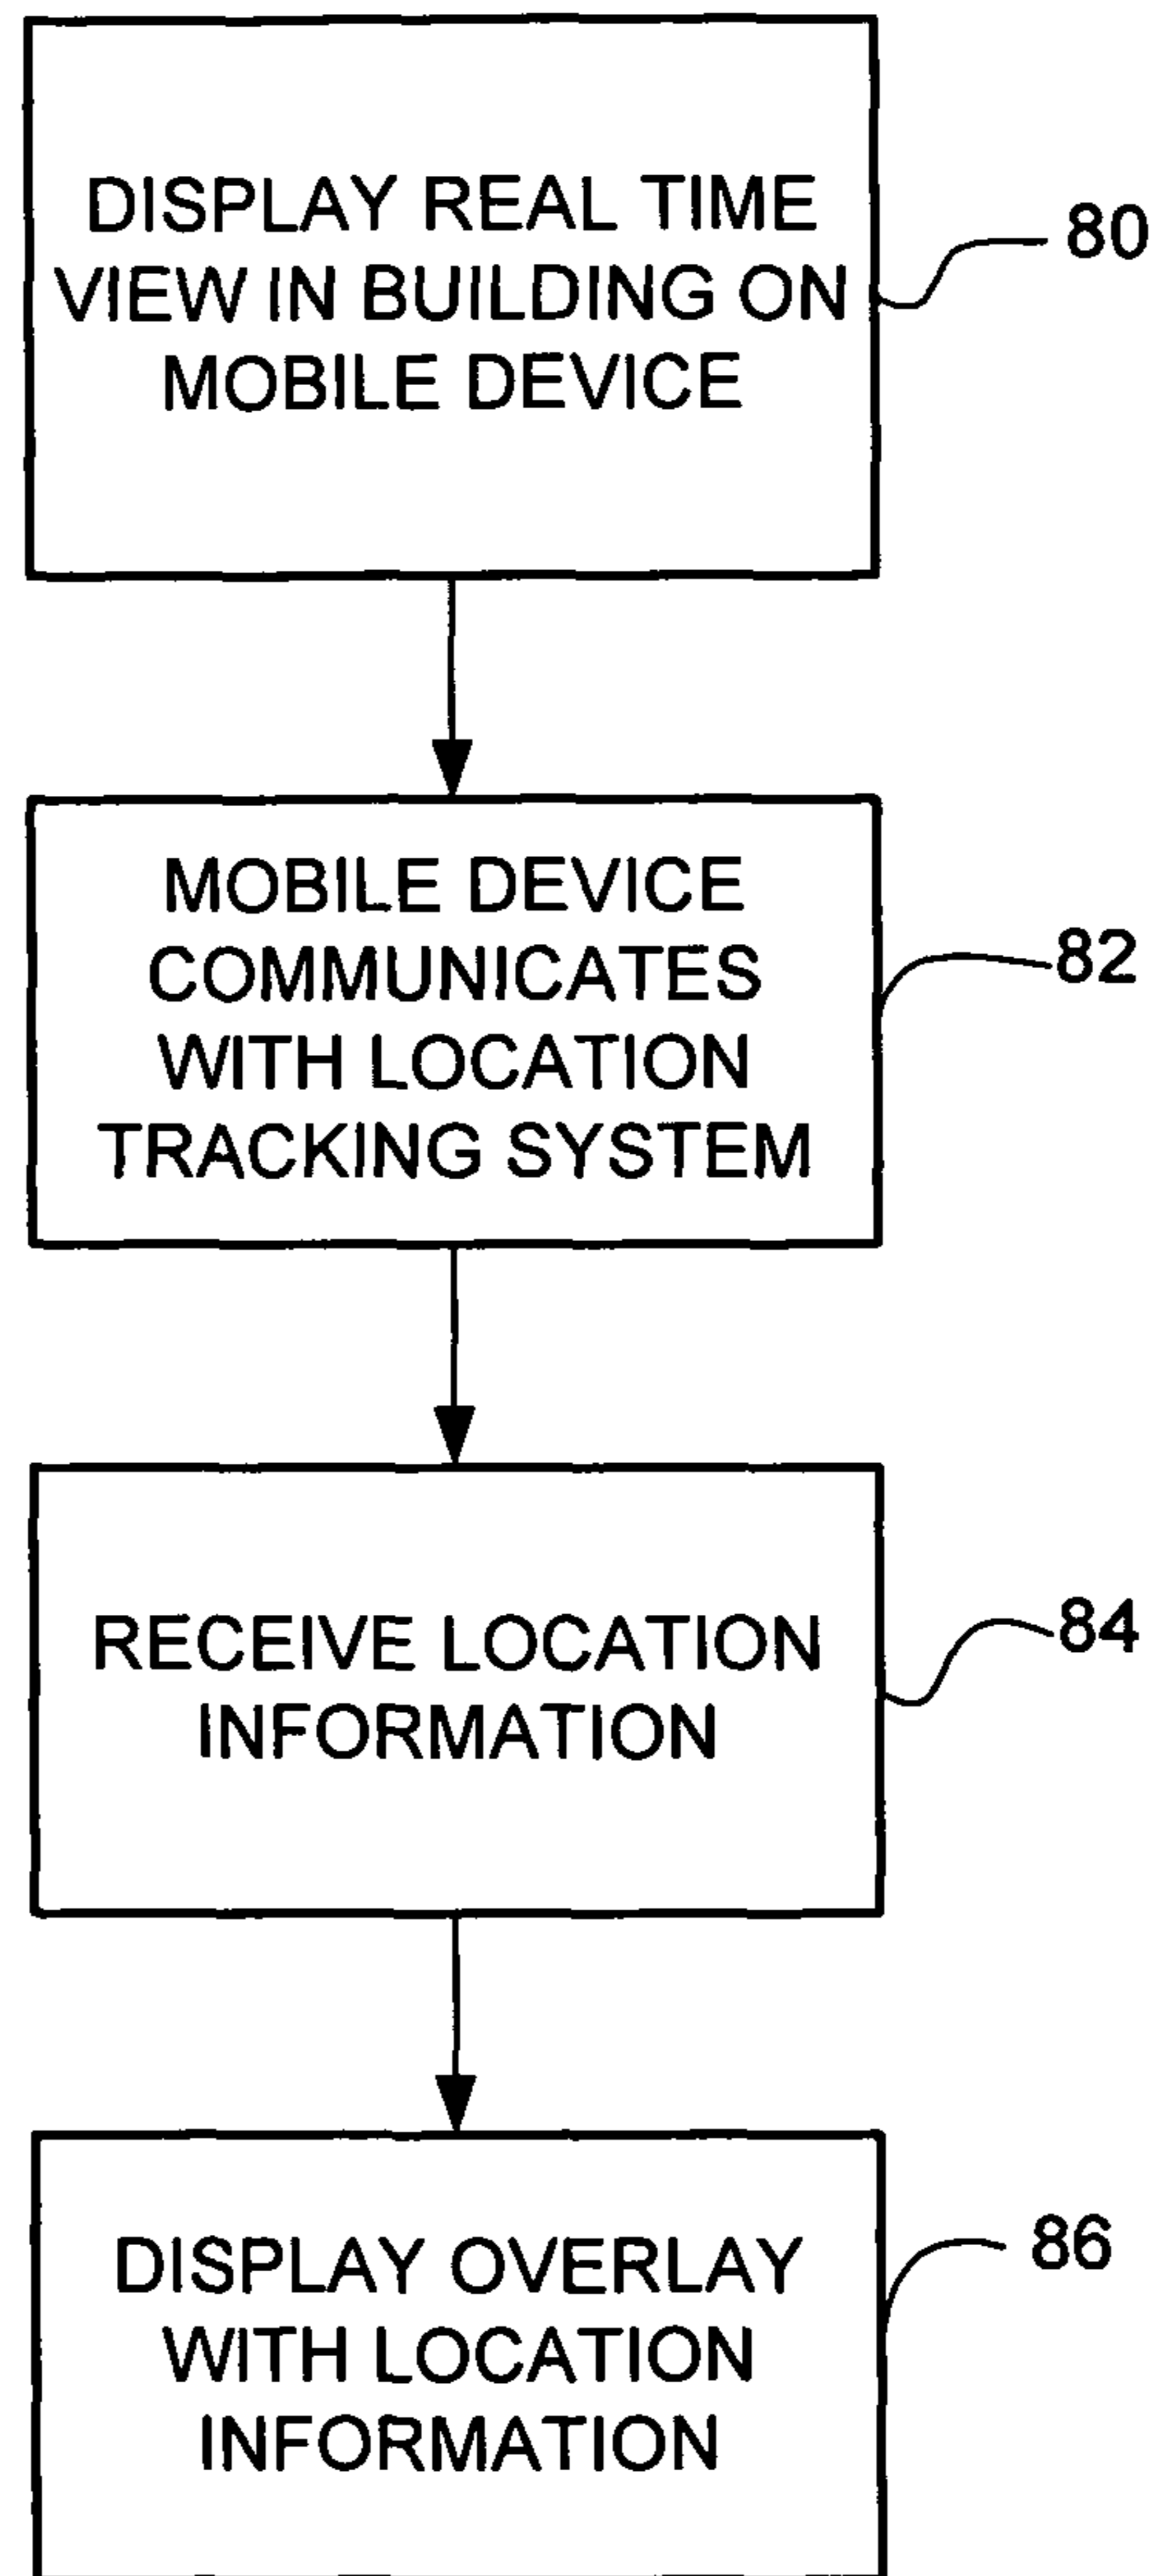 DISPLAY REAL TIME
VIEW IN BUILDING ON
MOBILE DEVICE
80
MOBILE DEVICE
COMMUNICATES
WITH LOCATION
TRACKING SYSTEM
82
RECEIVE LOCATION
INFORMATION
84
DISPLAY OVERLAY
WITH LOCATION
INFORMATION
86